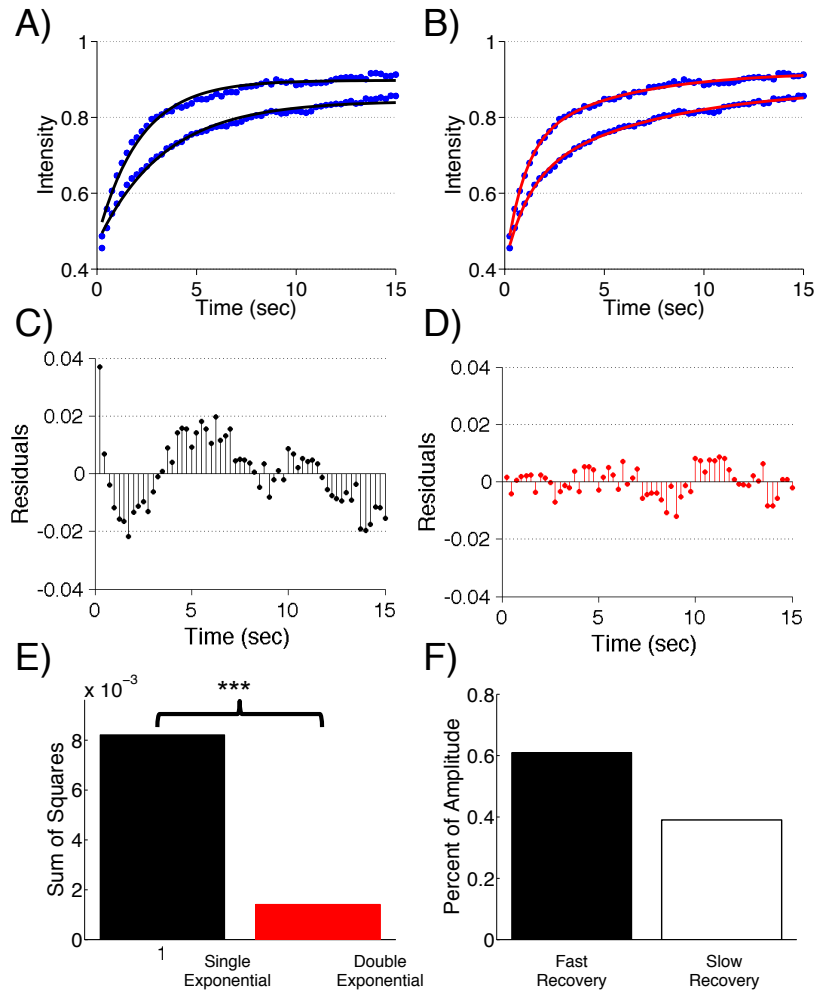 A)
B)
1
0.8
0.6
0.4
Intensity
0
5
10
15
Time (sec)
1
0.8
0.6
0.4
Intensity
0
5
10
15
Time (sec)
C)
D)
0.04
0.02
0
-0.02
-0.04
Residuals
0
5
10
15
Time (sec)
0.04
0.02
0
-0.02
-0.04
Residuals
0
5
10
15
Time (sec)
E)
F)
x 10⁻³
***
8
6
4
2
0
Sum of Squares
1
Single
Exponential
Double
Exponential
0.8
0.6
0.4
0.2
0
Percent of Amplitude
Fast
Recovery
Slow
Recovery